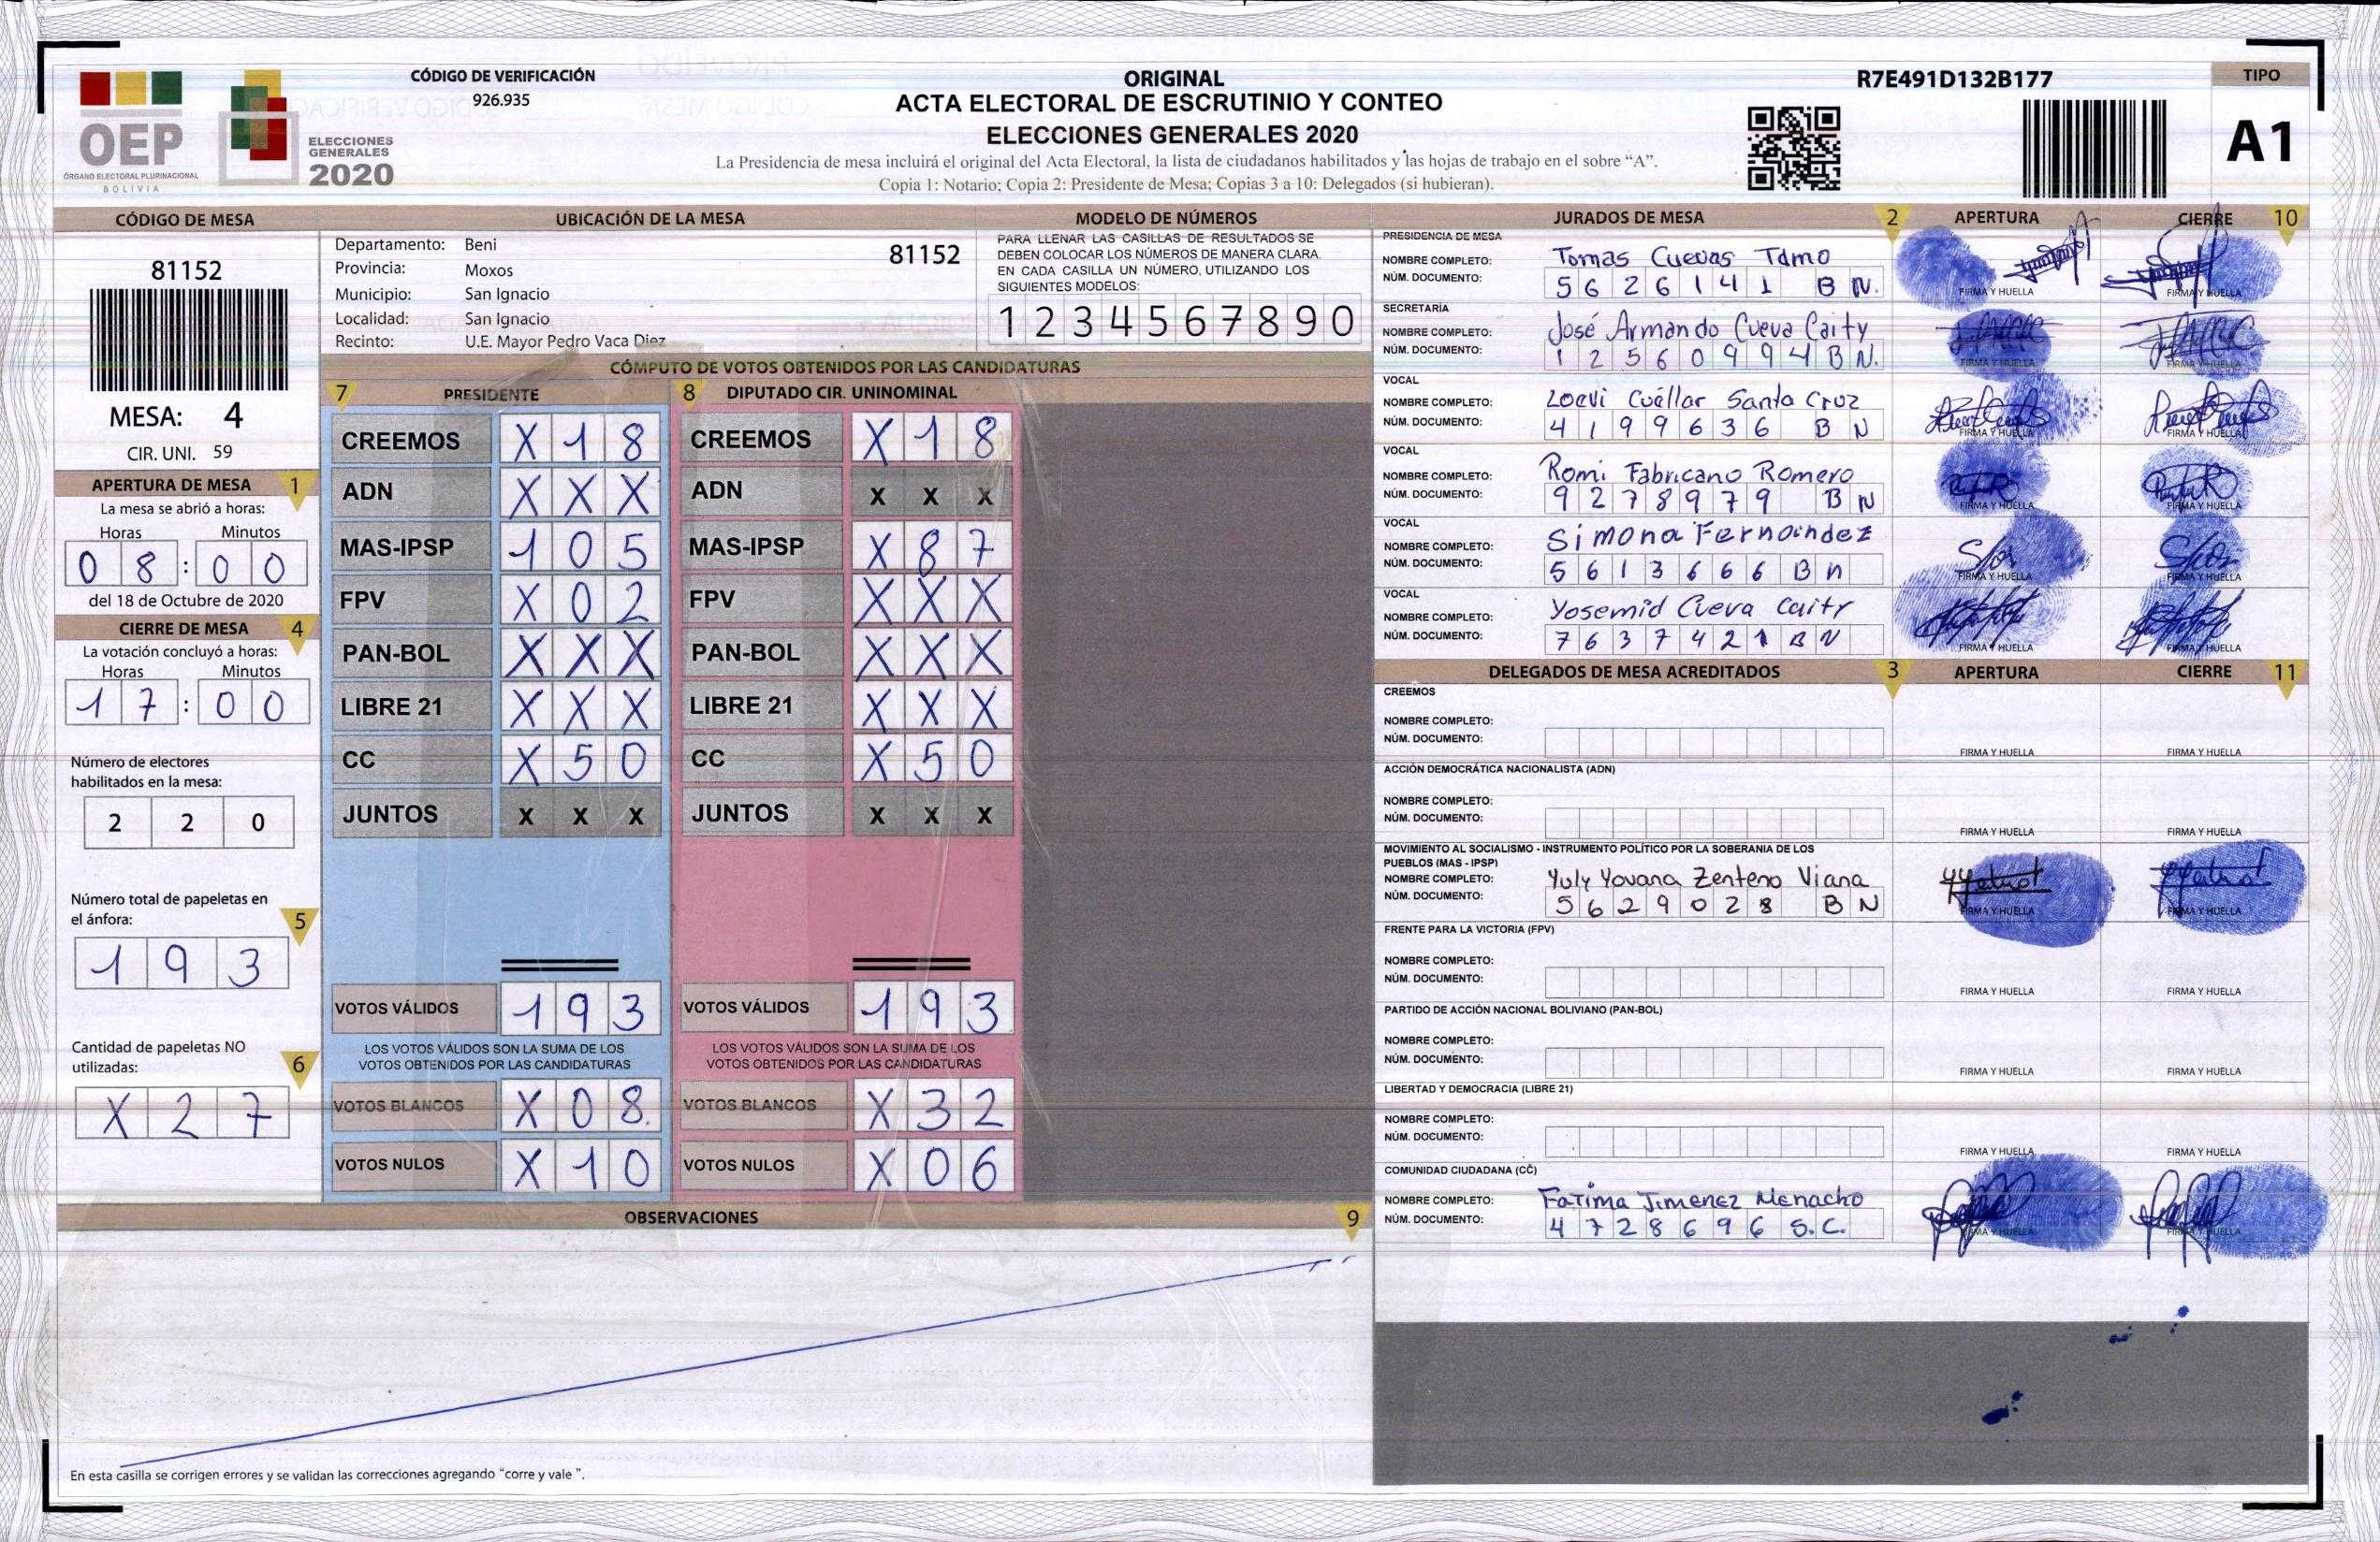 OEP
ÓRGANO ELECTORAL PLURINACIONAL
BOLIVIA
ELECCIONES
GENERALES
2020
CÓDIGO DE VERIFICACIÓN
926.935
ORIGINAL
ACTA ELECTORAL DE ESCRUTINIO Y CONTEO
ELECCIONES GENERALES 2020
La Presidencia de mesa incluirá el original del Acta Electoral, la lista de ciudadanos habilitados y las hojas de trabajo en el sobre “A”.
Copia 1: Notario; Copia 2: Presidente de Mesa; Copias 3 a 10: Delegados (si hubieran).
R7E491D132B177
TIPO
A1
CÓDIGO DE MESA
81152
MESA: 4
CIR. UNI. 59
APERTURA DE MESA 1
La mesa se abrió a horas:
Horas Minutos
0 8 : 0 0
del 18 de Octubre de 2020
CIERRE DE MESA 4
La votación concluyó a horas:
Horas Minutos
1 7 : 0 0
Número de electores
habilitados en la mesa:
2 2 0
Número total de papeletas en
el ánfora: 5
1 9 3
Cantidad de papeletas NO
utilizadas: 6
X 2 7
UBICACIÓN DE LA MESA
Departamento: Beni
81152
Provincia: Moxos
Municipio: San Ignacio
Localidad: San Ignacio
Recinto: U.E. Mayor Pedro Vaca Diez
MODELO DE NÚMEROS
PARA LLENAR LAS CASILLAS DE RESULTADOS SE
DEBEN COLOCAR LOS NÚMEROS DE MANERA CLARA.
EN CADA CASILLA UN NÚMERO, UTILIZANDO LOS
SIGUIENTES MODELOS:
1 2 3 4 5 6 7 8 9 0
CÓMPUTO DE VOTOS OBTENIDOS POR LAS CANDIDATURAS
7 PRESIDENTE
CREEMOS X 1 8
ADN X X X
MAS-IPSP 1 0 5
FPV X 0 2
PAN-BOL X X X
LIBRE 21 X X X
CC X 5 0
JUNTOS X X X
VOTOS VÁLIDOS 1 9 3
LOS VOTOS VÁLIDOS SON LA SUMA DE LOS
VOTOS OBTENIDOS POR LAS CANDIDATURAS
VOTOS BLANCOS X 0 8.
VOTOS NULOS X 1 0
8 DIPUTADO CIR. UNINOMINAL
CREEMOS X 1 8
ADN X X X
MAS-IPSP X 8 7
FPV X X X
PAN-BOL X X X
LIBRE 21 X X X
CC X 5 0
JUNTOS X X X
VOTOS VÁLIDOS 1 9 3
LOS VOTOS VÁLIDOS SON LA SUMA DE LOS
VOTOS OBTENIDOS POR LAS CANDIDATURAS
VOTOS BLANCOS X 3 2
VOTOS NULOS X 0 6
OBSERVACIONES 9
En esta casilla se corrigen errores y se validan las correcciones agregando “corre y vale ”.
JURADOS DE MESA 2 APERTURA CIERRE 10
PRESIDENCIA DE MESA
NOMBRE COMPLETO: Tomas Cuevas Tamo
NÚM. DOCUMENTO: 5 6 2 6 1 4 1 B N.
FIRMA Y HUELLA FIRMA Y HUELLA
SECRETARIA
NOMBRE COMPLETO: José Armando Cueva Caity
NÚM. DOCUMENTO: 1 2 5 6 0 9 9 4 B N.
FIRMA Y HUELLA FIRMA Y HUELLA
VOCAL
NOMBRE COMPLETO: Loevi Cuéllar Santa Cruz
NÚM. DOCUMENTO: 4 1 9 9 6 3 6 B N
FIRMA Y HUELLA FIRMA Y HUELLA
VOCAL
NOMBRE COMPLETO: Romi Fabricano Romero
NÚM. DOCUMENTO: 9 2 7 8 9 7 9 B N
FIRMA Y HUELLA FIRMA Y HUELLA
VOCAL
NOMBRE COMPLETO: Simona Fernandez
NÚM. DOCUMENTO: 5 6 1 3 6 6 6 B n
FIRMA Y HUELLA FIRMA Y HUELLA
VOCAL
NOMBRE COMPLETO: Yosemid Cueva Caity
NÚM. DOCUMENTO: 7 6 3 7 4 2 1 B N
FIRMA Y HUELLA FIRMA Y HUELLA
DELEGADOS DE MESA ACREDITADOS 3 APERTURA CIERRE 11
CREEMOS
NOMBRE COMPLETO:
NÚM. DOCUMENTO:
FIRMA Y HUELLA FIRMA Y HUELLA
ACCIÓN DEMOCRÁTICA NACIONALISTA (ADN)
NOMBRE COMPLETO:
NÚM. DOCUMENTO:
FIRMA Y HUELLA FIRMA Y HUELLA
MOVIMIENTO AL SOCIALISMO - INSTRUMENTO POLÍTICO POR LA SOBERANIA DE LOS
PUEBLOS (MAS - IPSP)
NOMBRE COMPLETO: Yuly Yovana Zenteno Viana
NÚM. DOCUMENTO: 5 6 2 9 0 2 8 B N
FIRMA Y HUELLA FIRMA Y HUELLA
FRENTE PARA LA VICTORIA (FPV)
NOMBRE COMPLETO:
NÚM. DOCUMENTO:
FIRMA Y HUELLA FIRMA Y HUELLA
PARTIDO DE ACCIÓN NACIONAL BOLIVIANO (PAN-BOL)
NOMBRE COMPLETO:
NÚM. DOCUMENTO:
FIRMA Y HUELLA FIRMA Y HUELLA
LIBERTAD Y DEMOCRACIA (LIBRE 21)
NOMBRE COMPLETO:
NÚM. DOCUMENTO:
FIRMA Y HUELLA FIRMA Y HUELLA
COMUNIDAD CIUDADANA (CC)
NOMBRE COMPLETO: Fatima Jimenez Menacho
NÚM. DOCUMENTO: 4 7 2 8 6 9 6 S.C.
FIRMA Y HUELLA FIRMA Y HUELLA